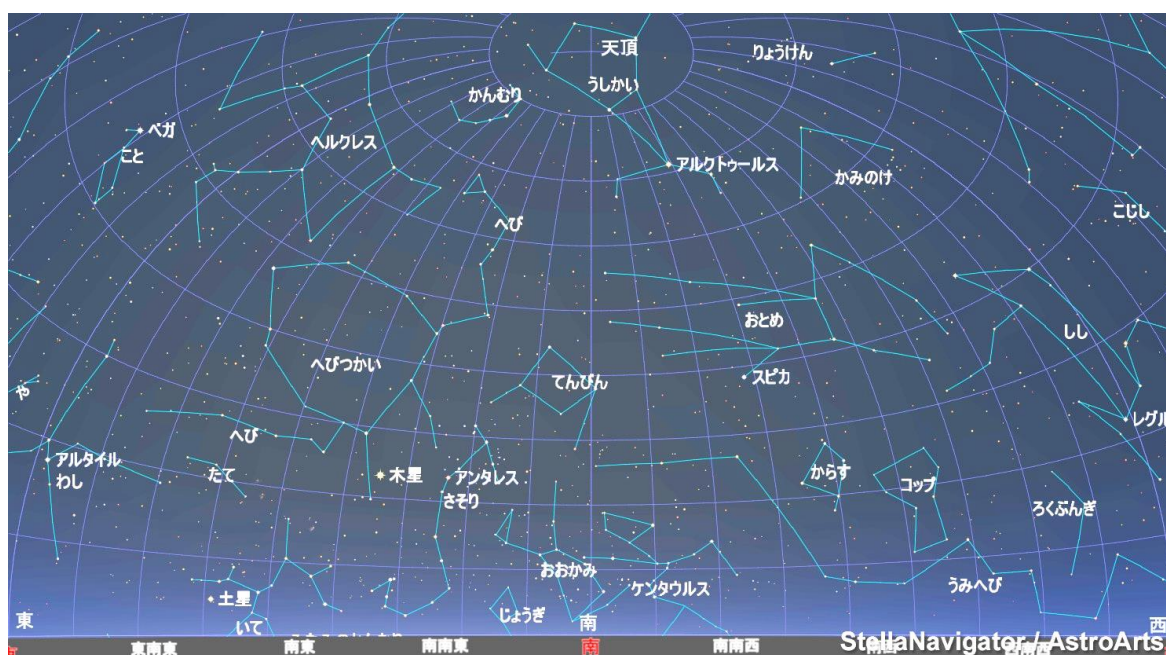 天頂
りょうけん
うしかい
かんむり
ベガ
こと
ヘルクレス
アルクトゥールス
かみのけ
こじし
へび
おとめ
しし
へびつかい
てんびん
スピカ
や
レグル
へび
アルタイル
わし
たて
木星
アンタレス
さそり
からす
コップ
ろくぶんぎ
おおかみ
ケンタウルス
うみへび
土星
じょうぎ
いて
東
南
西
東南東
南東
南南東
南
南南西
StellaNavigator / AstroArts